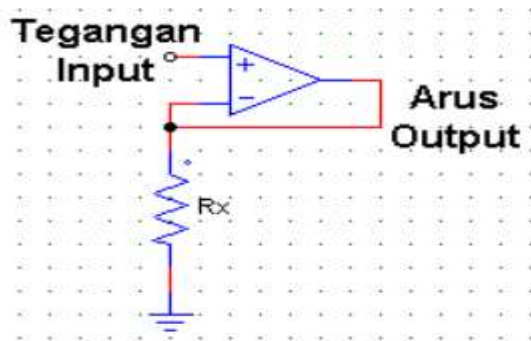 Tegangan
Input
+
-
Arus
Output
Rx